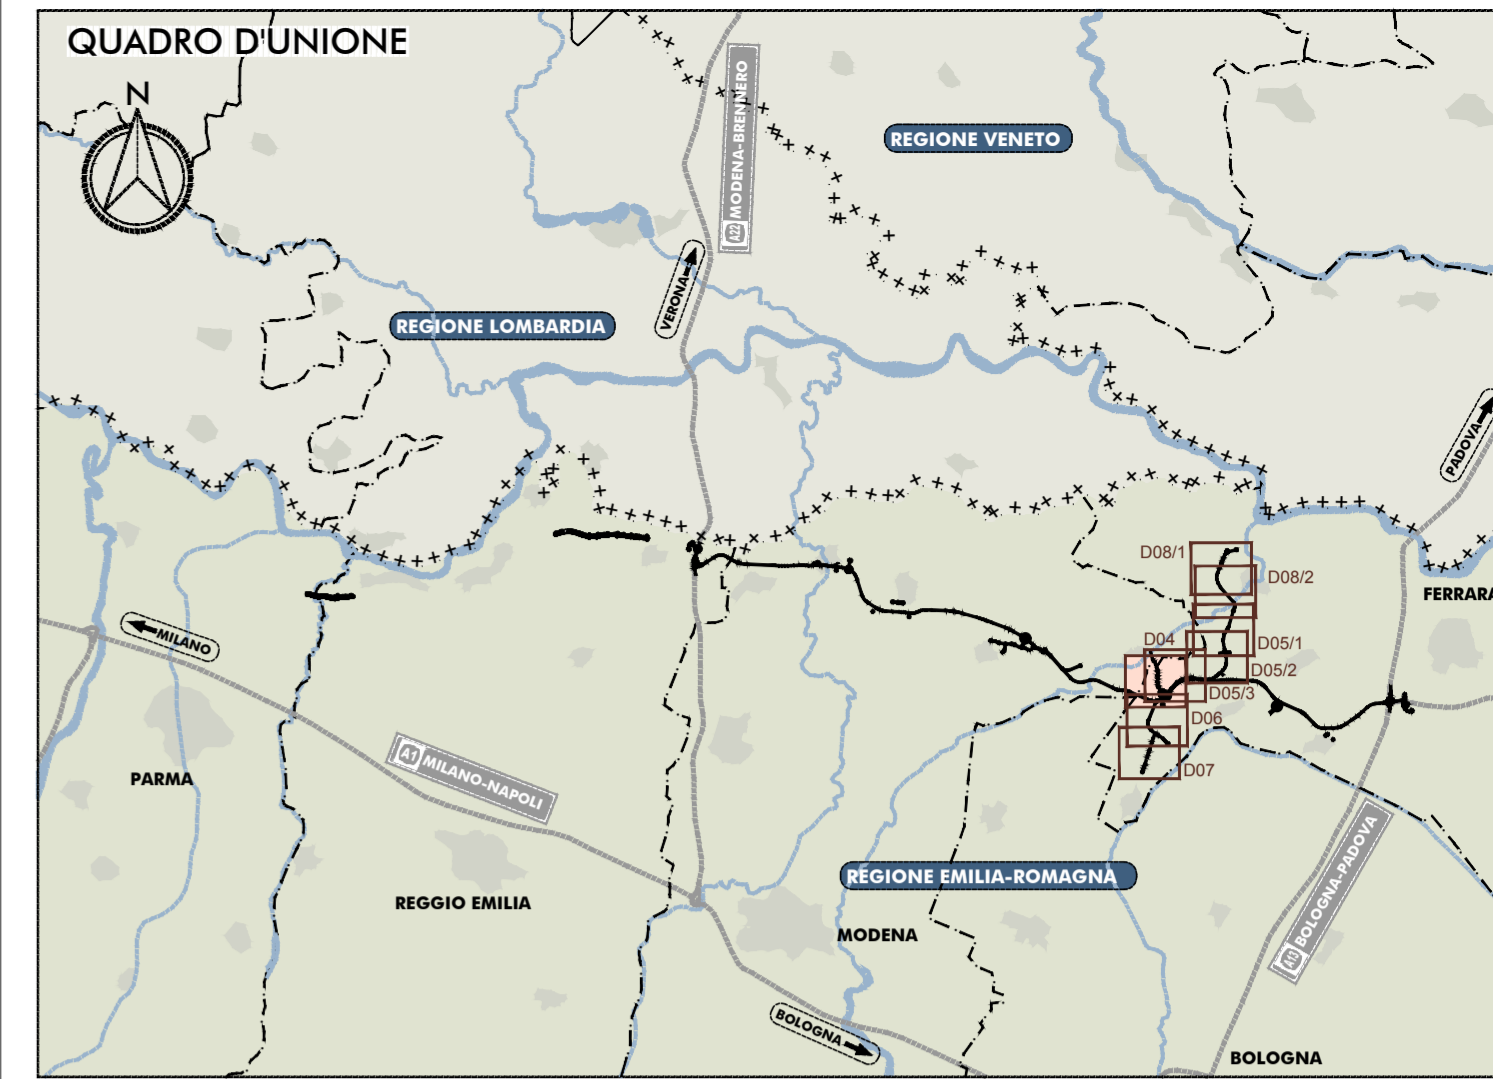 QUADRO D'UNIONE
N
A22 MODENA-BRENNERO
REGIONE VENETO
VERONA
REGIONE LOMBARDIA
PADOVA
D08/1
D08/2
FERRARA
MILANO
D04
D05/1
D05/2
D05/3
D06
D07
PARMA
A1 MILANO-NAPOLI
REGIONE EMILIA-ROMAGNA
A13 BOLOGNA-PADOVA
REGGIO EMILIA
MODENA
BOLOGNA
BOLOGNA